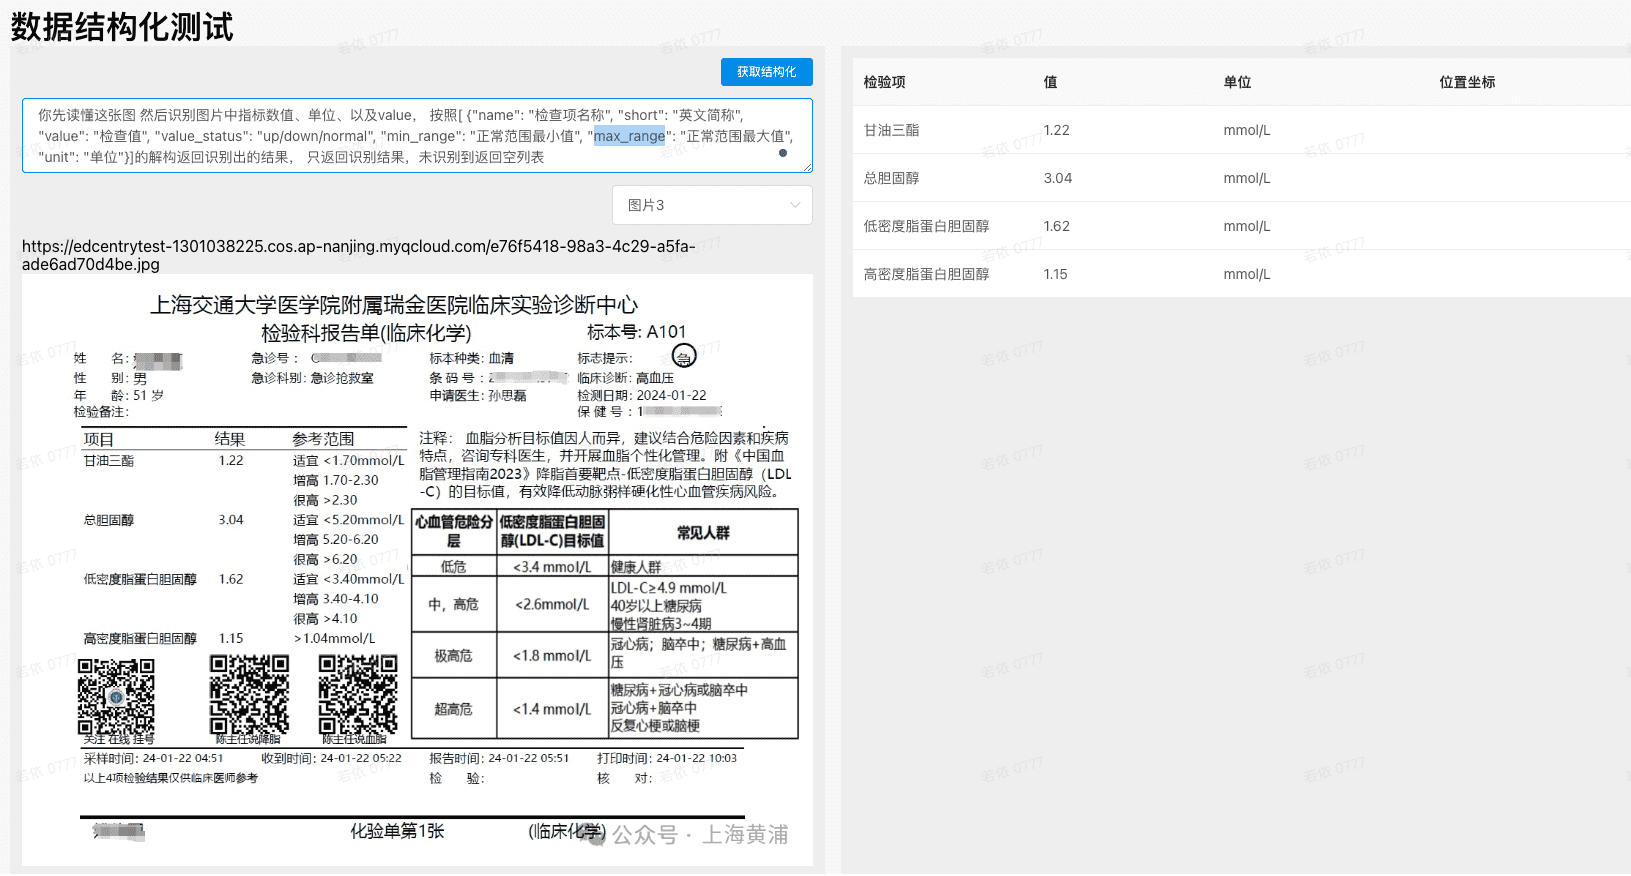 数据结构化测试
获取结构化
你先读懂这张图 然后识别图片中指标数值、单位、以及value， 按照[ {"name": "检查项名称", "short": "英文简称",
"value": "检查值", "value_status": "up/down/normal", "min_range": "正常范围最小值", "max_range": "正常范围最大值",
"unit": "单位"}]的解构返回识别出的结果， 只返回识别结果，未识别到返回空列表
图片3
https://edcentrytest-1301038225.cos.ap-nanjing.myqcloud.com/e76f5418-98a3-4c29-a5fa-
ade6ad70d4be.jpg
上海交通大学医学院附属瑞金医院临床实验诊断中心
检验科报告单(临床化学) 标本号: A101
姓 名: 急诊号： 标本种类: 血清 标志提示: 急
性 别: 男 急诊科别: 急诊抢救室 条 码 号： 临床诊断: 高血压
年 龄: 51 岁 申请医生: 孙思磊 检测日期: 2024-01-22
检验备注: 保 健 号： 1
项目 结果 参考范围
甘油三酯 1.22 适宜 <1.70mmol/L
增高 1.70-2.30
很高 >2.30
总胆固醇 3.04 适宜 <5.20mmol/L
增高 5.20-6.20
很高 >6.20
低密度脂蛋白胆固醇 1.62 适宜 <3.40mmol/L
增高 3.40-4.10
很高 >4.10
高密度脂蛋白胆固醇 1.15 >1.04mmol/L
注释： 血脂分析目标值因人而异，建议结合危险因素和疾病
特点，咨询专科医生，并开展血脂个性化管理。附《中国血
脂管理指南2023》降脂首要靶点-低密度脂蛋白胆固醇（LDL
-C）的目标值，有效降低动脉粥样硬化性心血管疾病风险。
心血管危险分层 低密度脂蛋白胆固醇(LDL-C)目标值 常见人群
低危 <3.4 mmol/L 健康人群
中，高危 <2.6mmol/L LDL-C≥4.9 mmol/L
40岁以上糖尿病
慢性肾脏病3~4期
极高危 <1.8 mmol/L 冠心病；脑卒中；糖尿病+高血
压
超高危 <1.4 mmol/L 糖尿病+冠心病或脑卒中
冠心病+脑卒中
反复心梗或脑梗
关注 在线 挂号 陈主任说降脂 陈主任说血脂
采样时间: 24-01-22 04:51 收到时间: 24-01-22 05:22 报告时间: 24-01-22 05:51 打印时间: 24-01-22 10:03
以上4项检验结果仅供临床医师参考 检 验: 核 对:
化验单第1张 (临床化学)
公众号 · 上海黄浦
检验项 值 单位 位置坐标
甘油三酯 1.22 mmol/L
总胆固醇 3.04 mmol/L
低密度脂蛋白胆固醇 1.62 mmol/L
高密度脂蛋白胆固醇 1.15 mmol/L
若依 0777